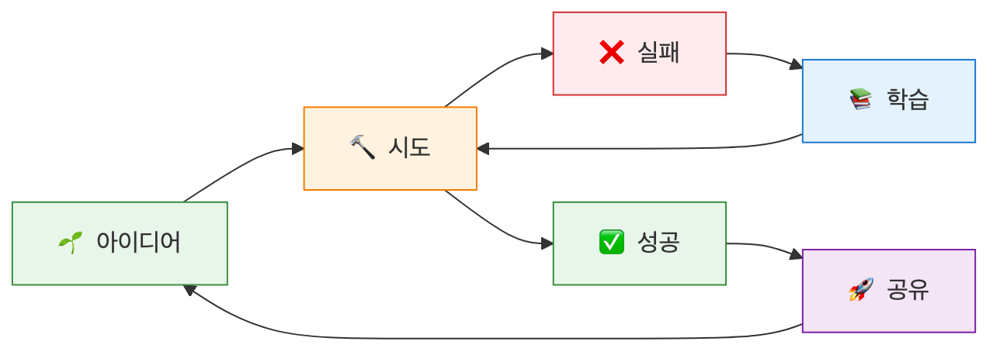 🌱 아이디어
🔨 시도
❌ 실패
📚 학습
✅ 성공
🚀 공유